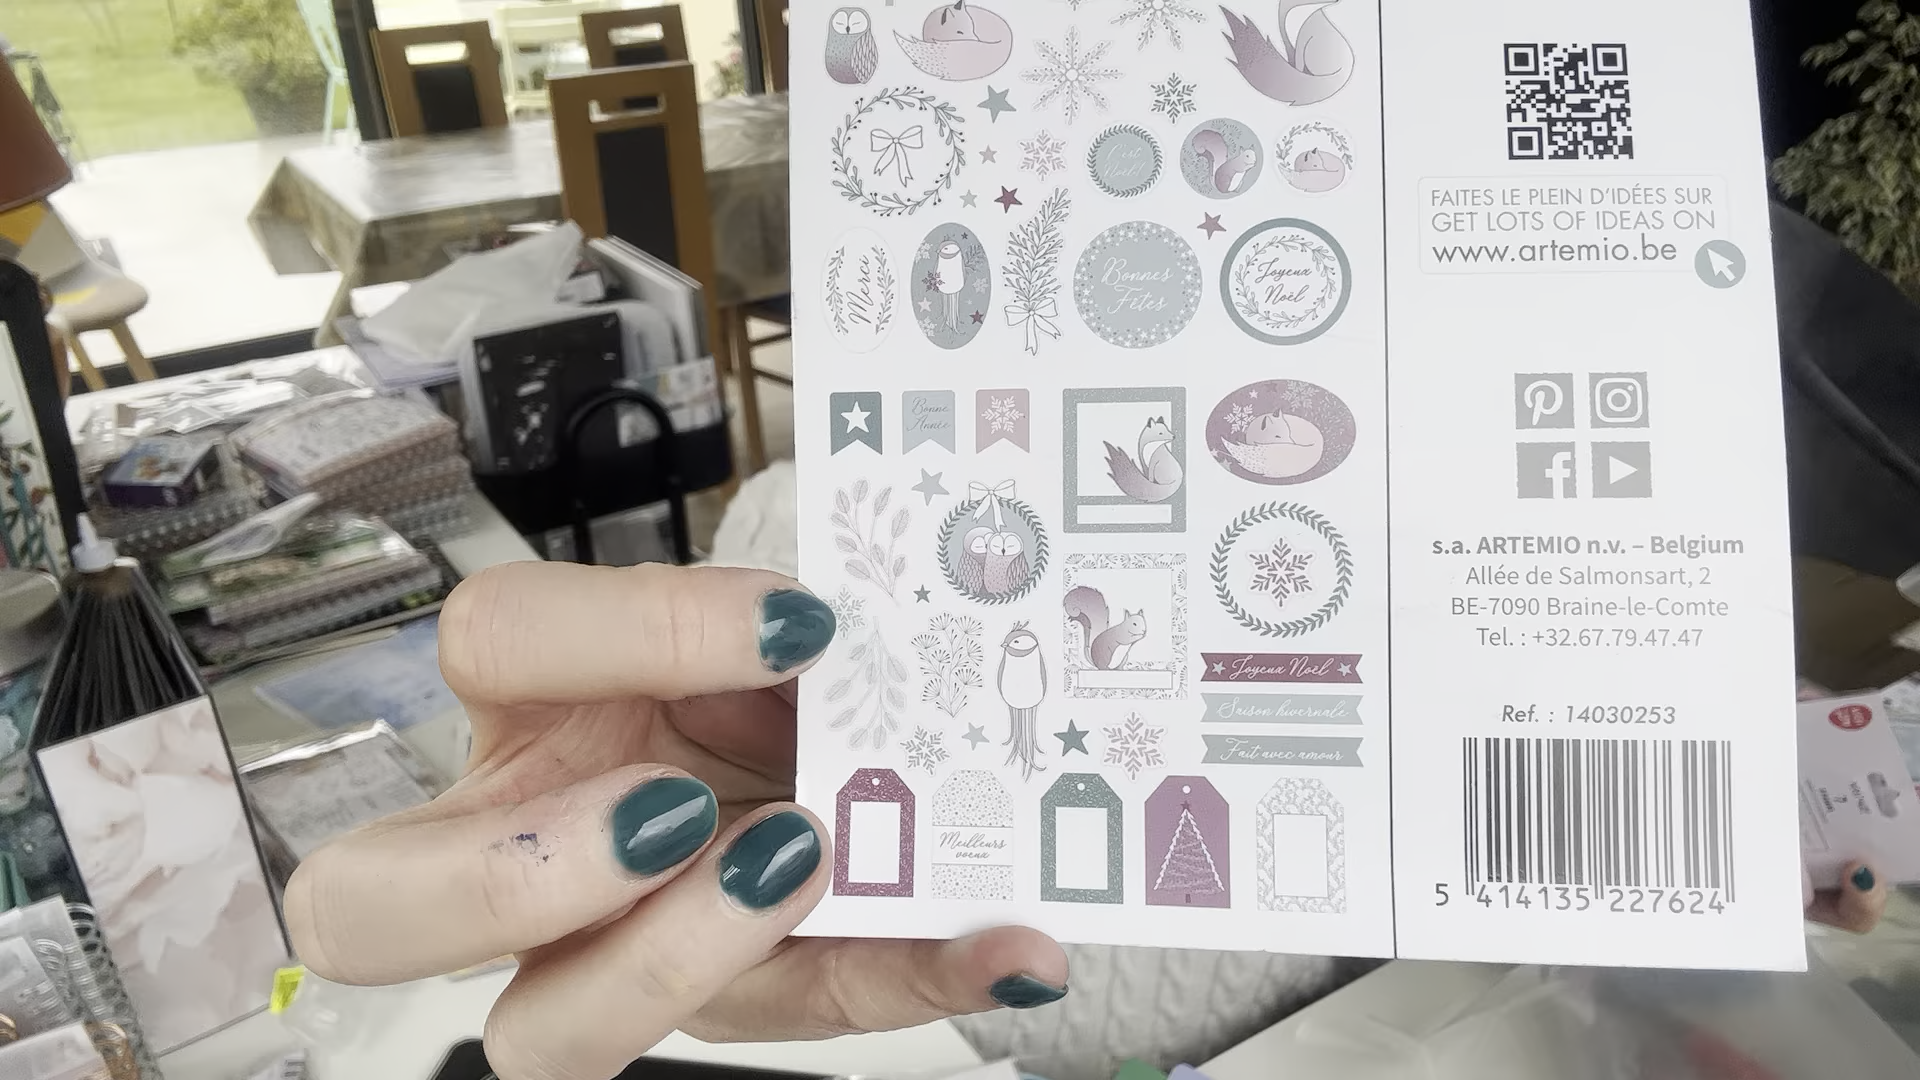 C'est
Noël!
Merci
Bonnes
Fêtes
Joyeux
Noël
Bonne
Année
Joyeux Noël
Saison hivernale
Fait avec amour
Meilleurs
voeux
FAITES LE PLEIN D'IDÉES SUR
GET LOTS OF IDEAS ON
www.artemio.be
s.a. ARTEMIO n.v. – Belgium
Allée de Salmonsart, 2
BE-7090 Braine-le-Comte
Tel. : +32.67.79.47.47
Ref. : 14030253
5 414135 227624